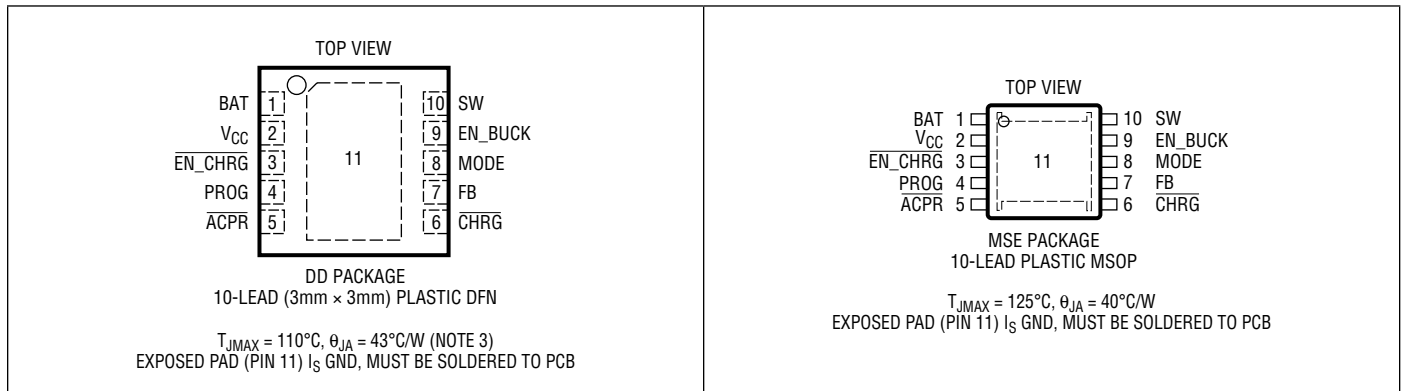 TOP VIEW
BAT 1 10 SW
VCC 2 9 EN_BUCK
EN_CHRG 3 11 8 MODE
PROG 4 7 FB
ACPR 5 6 CHRG
DD PACKAGE
10-LEAD (3mm × 3mm) PLASTIC DFN
TJMAX = 110°C, θJA = 43°C/W (NOTE 3)
EXPOSED PAD (PIN 11) IS GND, MUST BE SOLDERED TO PCB
TOP VIEW
BAT 1 10 SW
VCC 2 9 EN_BUCK
EN_CHRG 3 11 8 MODE
PROG 4 7 FB
ACPR 5 6 CHRG
MSE PACKAGE
10-LEAD PLASTIC MSOP
TJMAX = 125°C, θJA = 40°C/W
EXPOSED PAD (PIN 11) IS GND, MUST BE SOLDERED TO PCB